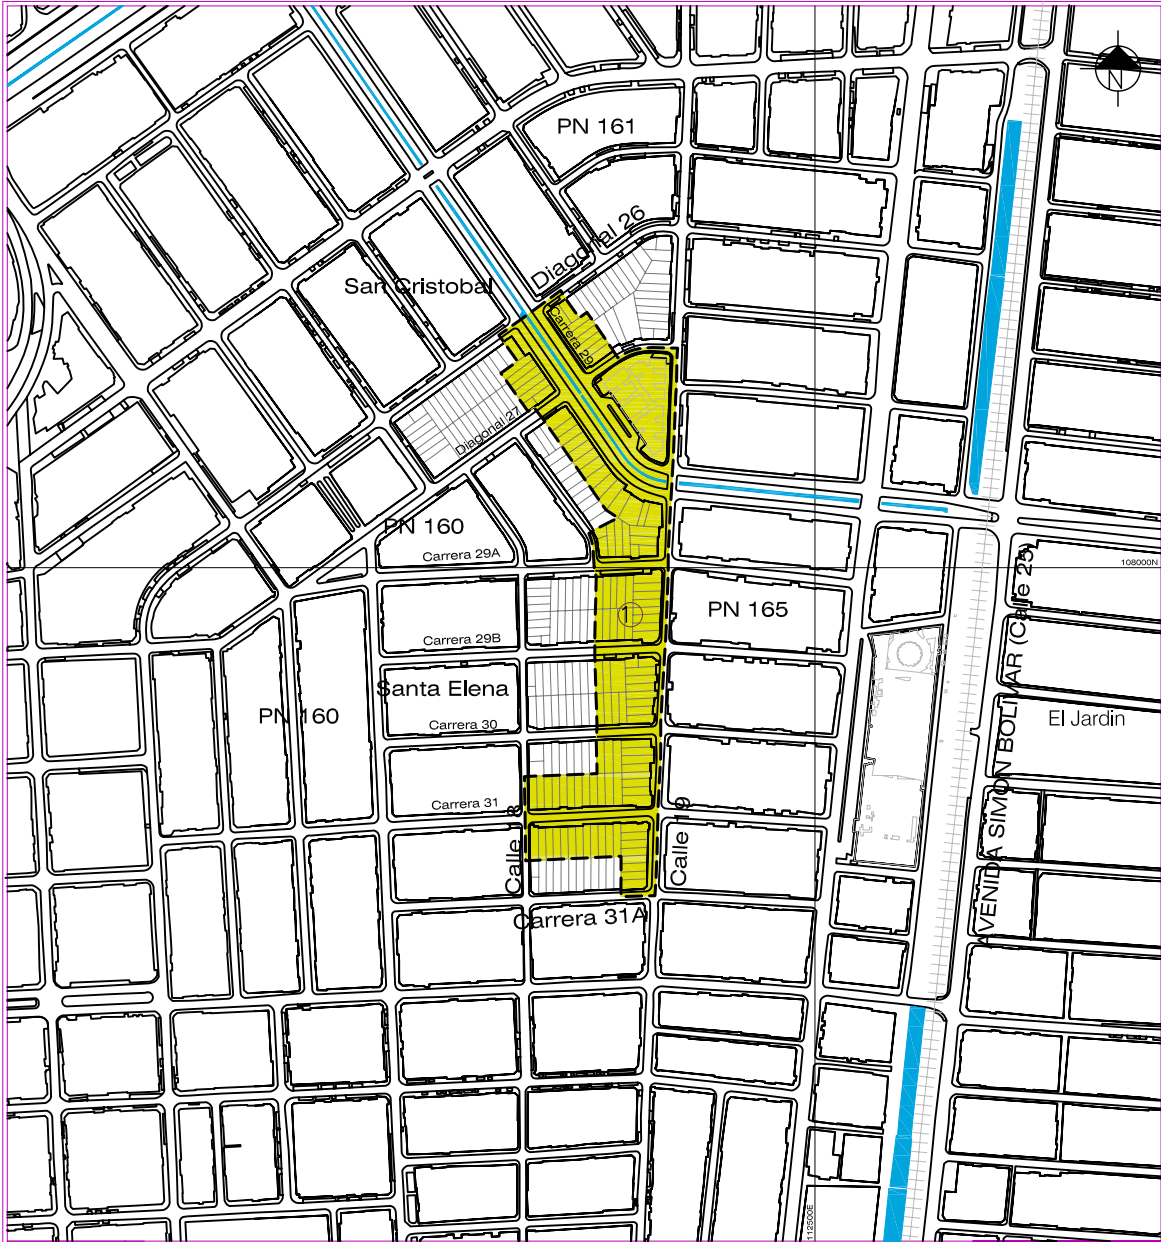 N
PN 161
Diagonal 26
San Cristobal
Carrera 29
Diagonal 27
PN 160
Carrera 29A
108000N
AVENIDA SIMON BOLIVAR (Calle 25)
1
PN 165
Carrera 29B
Santa Elena
PN 160
Carrera 30
El Jardin
Carrera 31
Calle 18
Calle 19
Carrera 31A
112500E